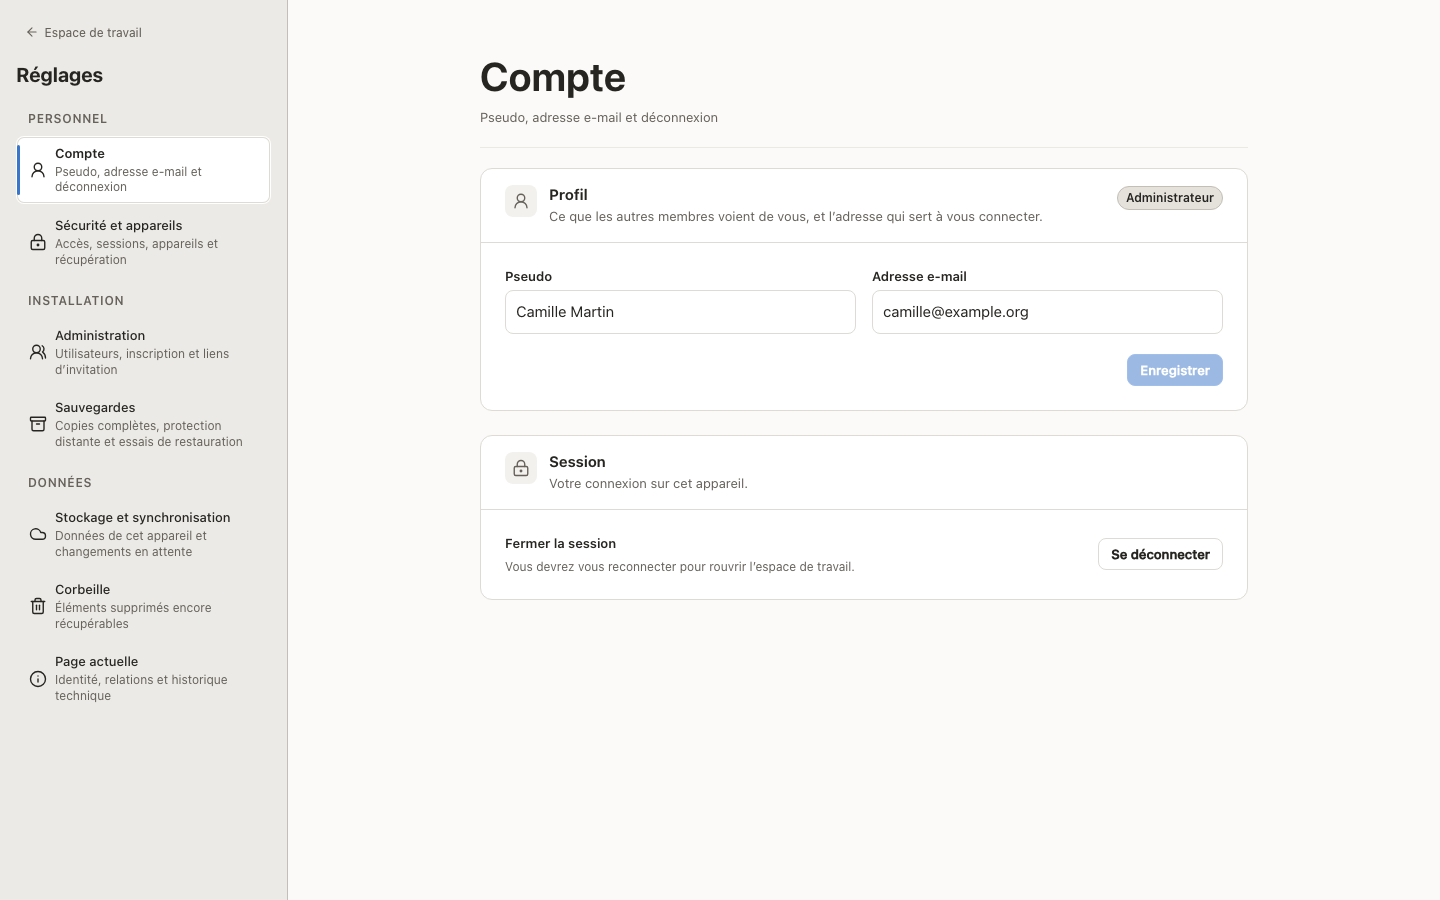 Espace de travail
Réglages
PERSONNEL
Compte
Pseudo, adresse e-mail et
déconnexion
Sécurité et appareils
Accès, sessions, appareils et
récupération
INSTALLATION
Administration
Utilisateurs, inscription et liens
d’invitation
Sauvegardes
Copies complètes, protection
distante et essais de restauration
DONNÉES
Stockage et synchronisation
Données de cet appareil et
changements en attente
Corbeille
Éléments supprimés encore
récupérables
Page actuelle
Identité, relations et historique
technique
Compte
Pseudo, adresse e-mail et déconnexion
Profil
Ce que les autres membres voient de vous, et l’adresse qui sert à vous connecter.
Administrateur
Pseudo
Camille Martin
Adresse e-mail
camille@example.org
Enregistrer
Session
Votre connexion sur cet appareil.
Fermer la session
Vous devrez vous reconnecter pour rouvrir l’espace de travail.
Se déconnecter